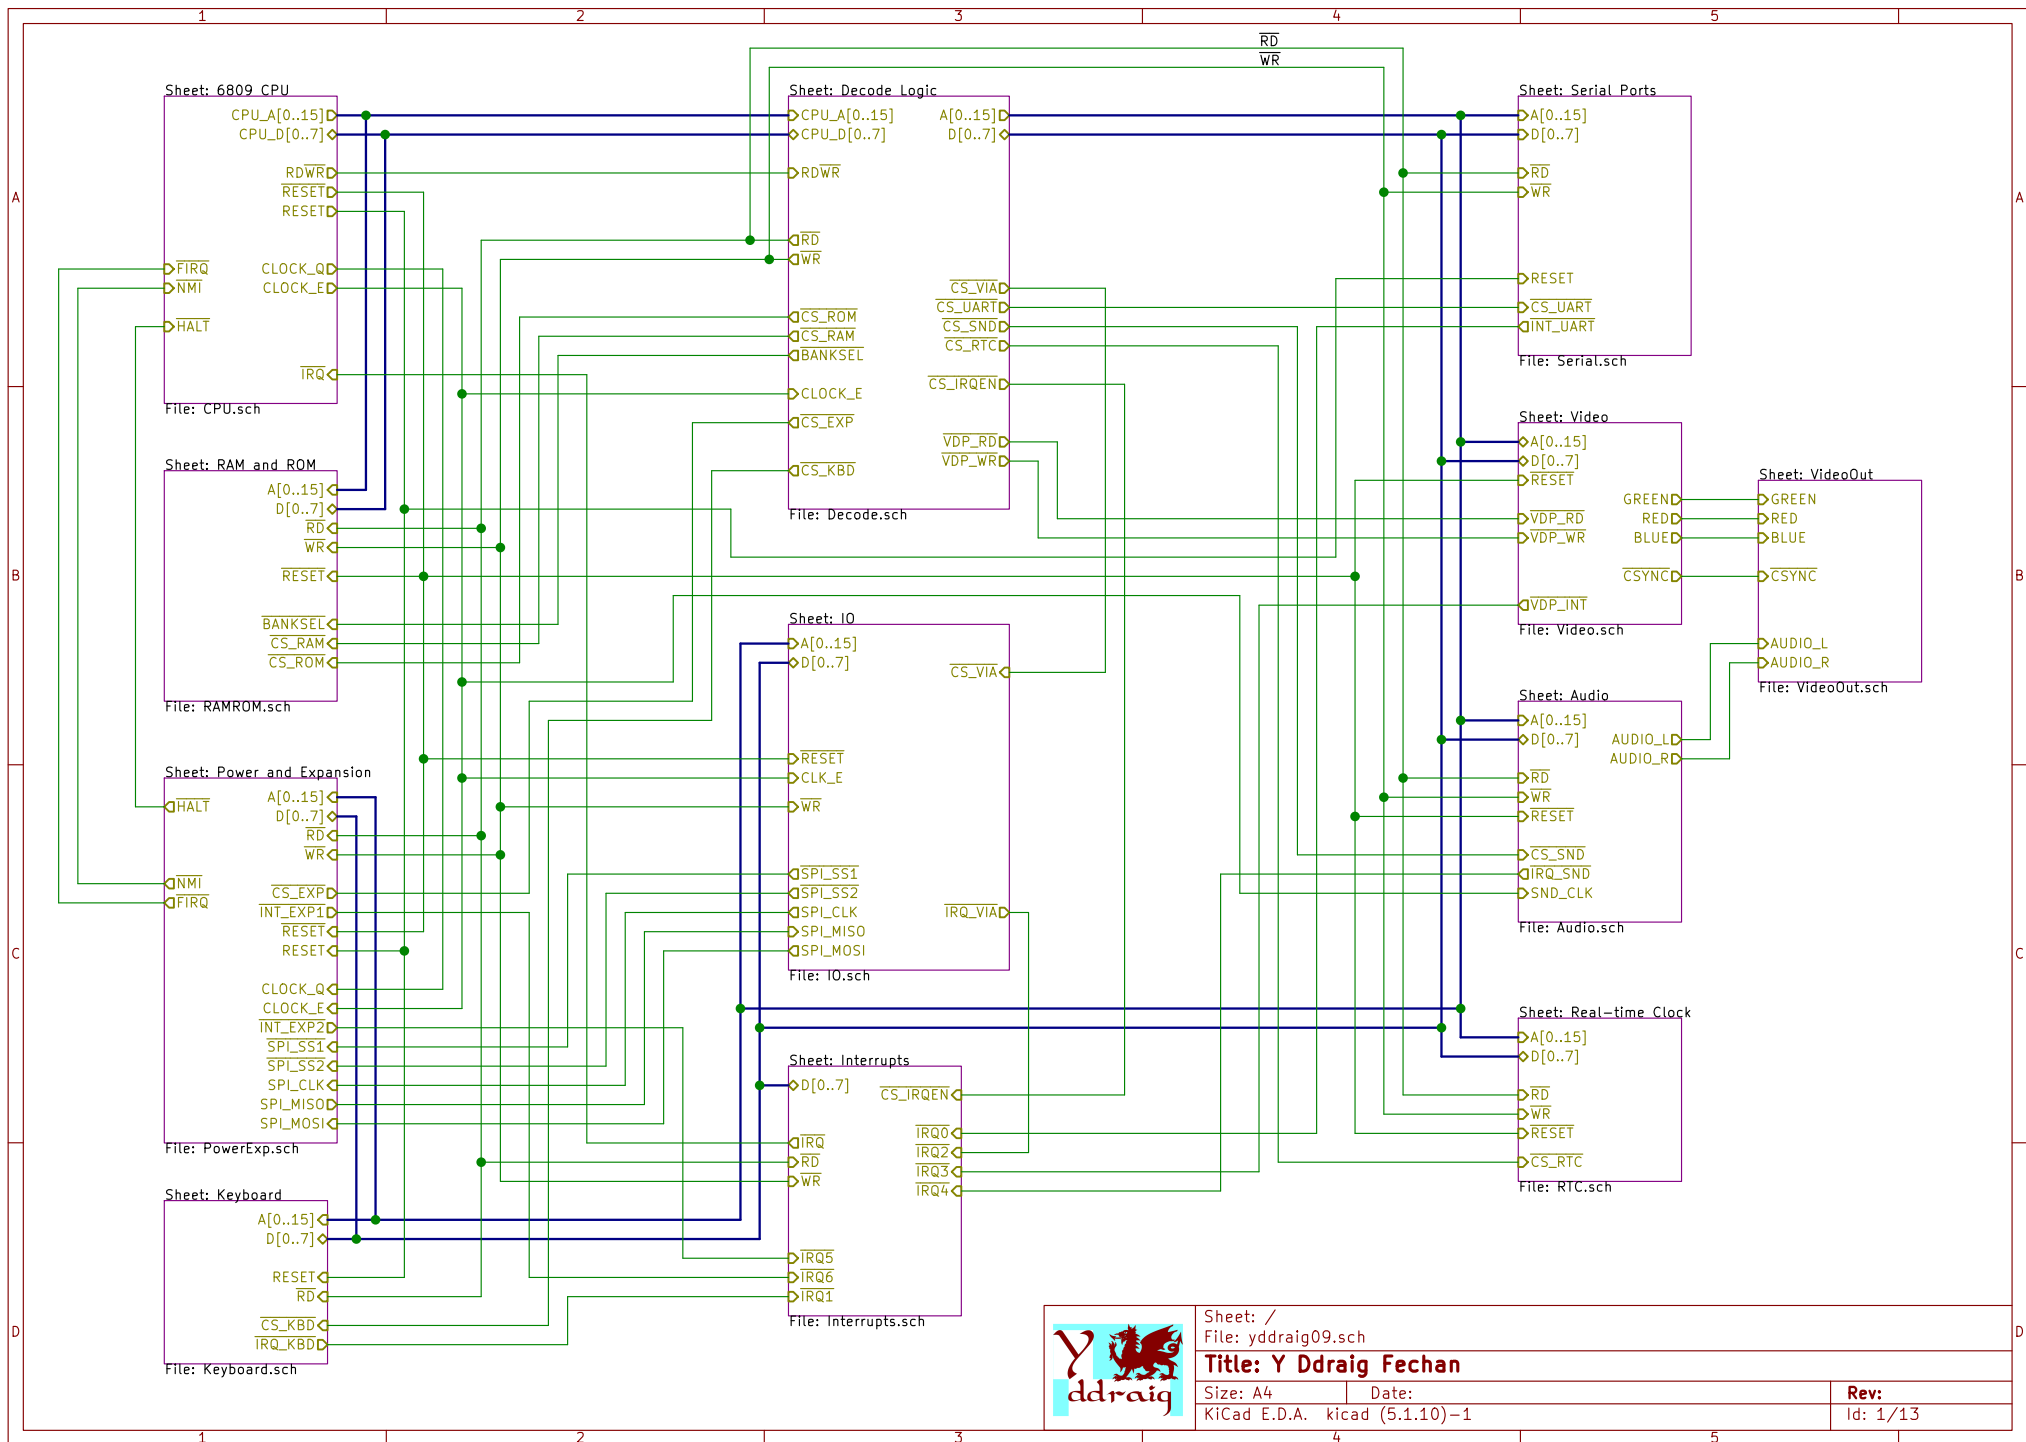 1 2 3 4 5
RD
WR
Sheet: 6809 CPU
CPU_A[0..15]
CPU_D[0..7]
RDWR
RESET
RESET
FIRQ CLOCK_Q
NMI CLOCK_E
HALT
IRQ
File: CPU.sch
Sheet: RAM and ROM
A[0..15]
D[0..7]
RD
WR
RESET
BANKSEL
CS_RAM
CS_ROM
File: RAMROM.sch
Sheet: Power and Expansion
A[0..15]
HALT
D[0..7]
RD
WR
NMI
CS_EXP
FIRQ
INT_EXP1
RESET
RESET
CLOCK_Q
CLOCK_E
INT_EXP2
SPI_SS1
SPI_SS2
SPI_CLK
SPI_MISO
SPI_MOSI
File: PowerExp.sch
Sheet: Keyboard
A[0..15]
D[0..7]
RESET
RD
CS_KBD
IRQ_KBD
File: Keyboard.sch
Sheet: Decode Logic
CPU_A[0..15] A[0..15]
CPU_D[0..7] D[0..7]
RDWR
RD
WR
CS_VIA
CS_UART
CS_ROM
CS_SND
CS_RAM
CS_RTC
BANKSEL
CS_IRQEN
CLOCK_E
CS_EXP
VDP_RD
VDP_WR
CS_KBD
File: Decode.sch
Sheet: IO
A[0..15]
D[0..7]
CS_VIA
RESET
CLK_E
WR
SPI_SS1
SPI_SS2
SPI_CLK IRQ_VIA
SPI_MISO
SPI_MOSI
File: IO.sch
Sheet: Interrupts
D[0..7]
CS_IRQEN
IRQ0
IRQ
IRQ2
RD
IRQ3
WR
IRQ4
IRQ5
IRQ6
IRQ1
File: Interrupts.sch
Sheet: Serial Ports
A[0..15]
D[0..7]
RD
WR
RESET
CS_UART
INT_UART
File: Serial.sch
Sheet: Video
A[0..15]
D[0..7]
RESET
GREEN
VDP_RD RED
VDP_WR BLUE
CSYNC
VDP_INT
File: Video.sch
Sheet: VideoOut
GREEN
RED
BLUE
CSYNC
AUDIO_L
AUDIO_R
File: VideoOut.sch
Sheet: Audio
A[0..15]
D[0..7] AUDIO_L
AUDIO_R
RD
WR
RESET
CS_SND
IRQ_SND
SND_CLK
File: Audio.sch
Sheet: Real-time Clock
A[0..15]
D[0..7]
RD
WR
RESET
CS_RTC
File: RTC.sch
A A
B B
C C
D D
Y ddraig
Sheet: /
File: yddraig09.sch
Title: Y Ddraig Fechan
Size: A4 Date: Rev:
KiCad E.D.A. kicad (5.1.10)-1 Id: 1/13
1 2 3 4 5